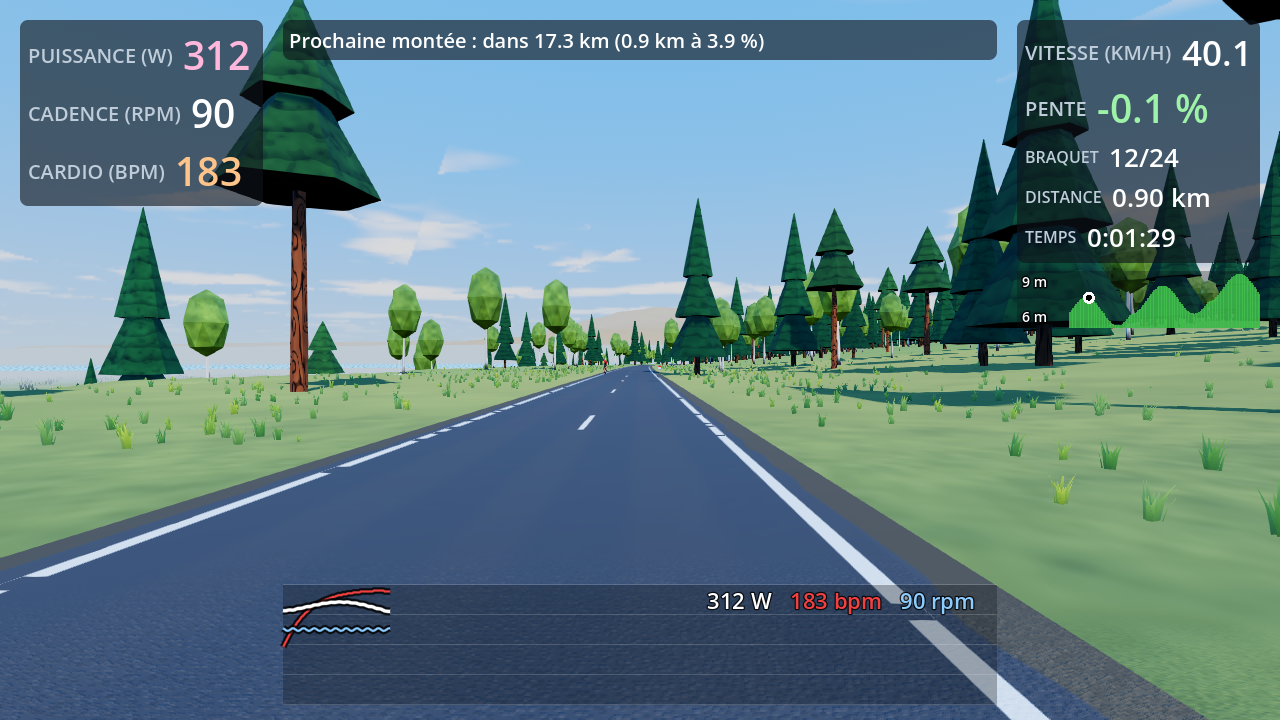 PUISSANCE (W) 312
CADENCE (RPM) 90
CARDIO (BPM) 183
Prochaine montée : dans 17.3 km (0.9 km à 3.9 %)
VITESSE (KM/H) 40.1
PENTE -0.1 %
BRAQUET 12/24
DISTANCE 0.90 km
TEMPS 0:01:29
9 m
6 m
312 W 183 bpm 90 rpm